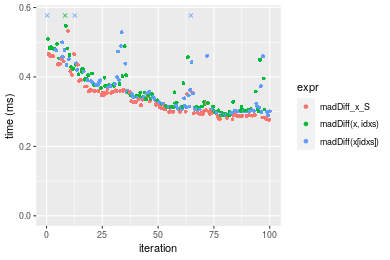 0.6
0.4
0.2
0.0
time (ms)
0
25
50
75
100
iteration
expr
madDiff_x_S
madDiff(x, idxs)
madDiff(x[idxs])